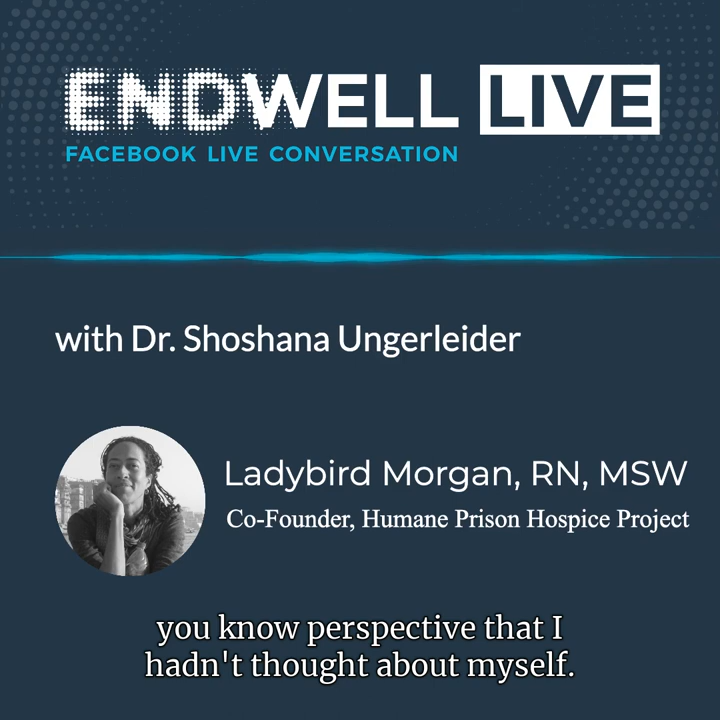 ENDWELL LIVE
FACEBOOK LIVE CONVERSATION
with Dr. Shoshana Ungerleider
Ladybird Morgan, RN, MSW
Co-Founder, Humane Prison Hospice Project
you know perspective that I
hadn't thought about myself.